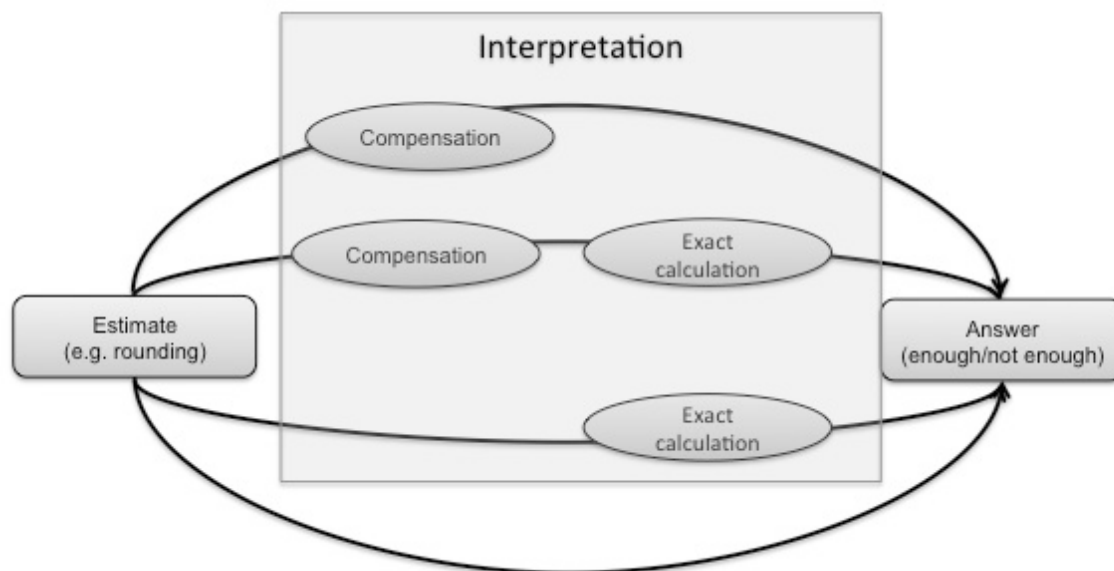 Interpretation
Compensation
Compensation
Exact
calculation
Estimate
(e.g. rounding)
Answer
(enough/not enough)
Exact
calculation